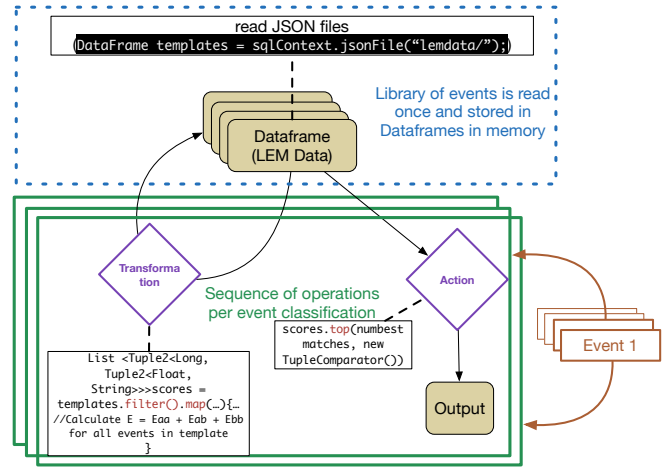 read JSON files
(DataFrame templates = sqlContext.jsonFile(“lemdata/”);)
Library of events is read
once and stored in
Dataframes in memory
Dataframe
(LEM Data)
Transforma
tion
Action
Sequence of operations
per event classification
scores.top(numbest
matches, new
TupleComparator())
List <Tuple2<Long,
Tuple2<Float,
String>>>scores =
templates.filter().map(…){…
//Calculate E = Eaa + Eab + Ebb
for all events in template
}
Output
Event 1